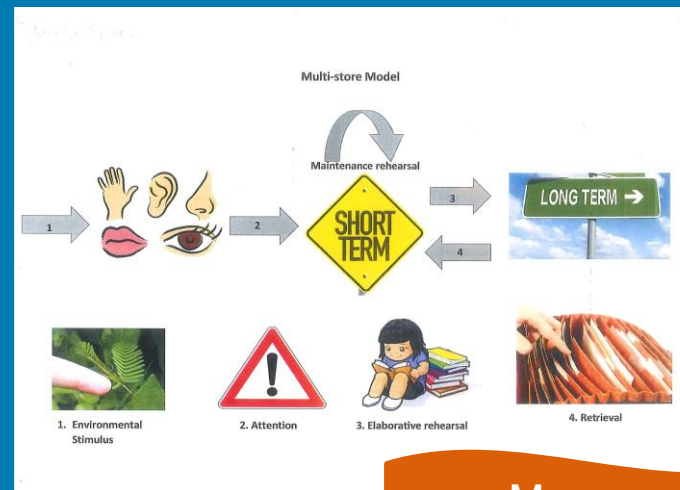 Multi-store Model
Maintenance rehearsal
1
2
SHORT
TERM
3
4
LONG TERM →
1. Environmental
Stimulus
2. Attention
3. Elaborative rehearsal
4. Retrieval